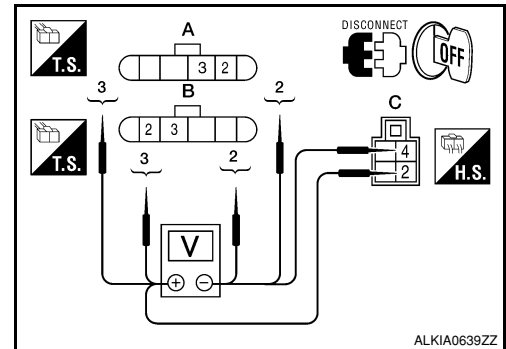 DISCONNECT
OFF
T.S.
A
3 2
3
B
2
C
2 3
T.S.
3
2
4
2
H.S.
V
+ −
ALKIA0639ZZ